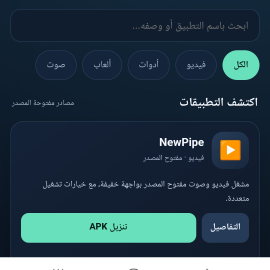 ابحث باسم التطبيق أو وصفه...
الكل
فيديو
أدوات
ألعاب
صوت
اكتشف التطبيقات
مصادر مفتوحة المصدر
NewPipe
فيديو · مفتوح المصدر
مشغل فيديو وصوت مفتوح المصدر بواجهة خفيفة، مع خيارات تشغيل
متعددة.
التفاصيل
تنزيل APK